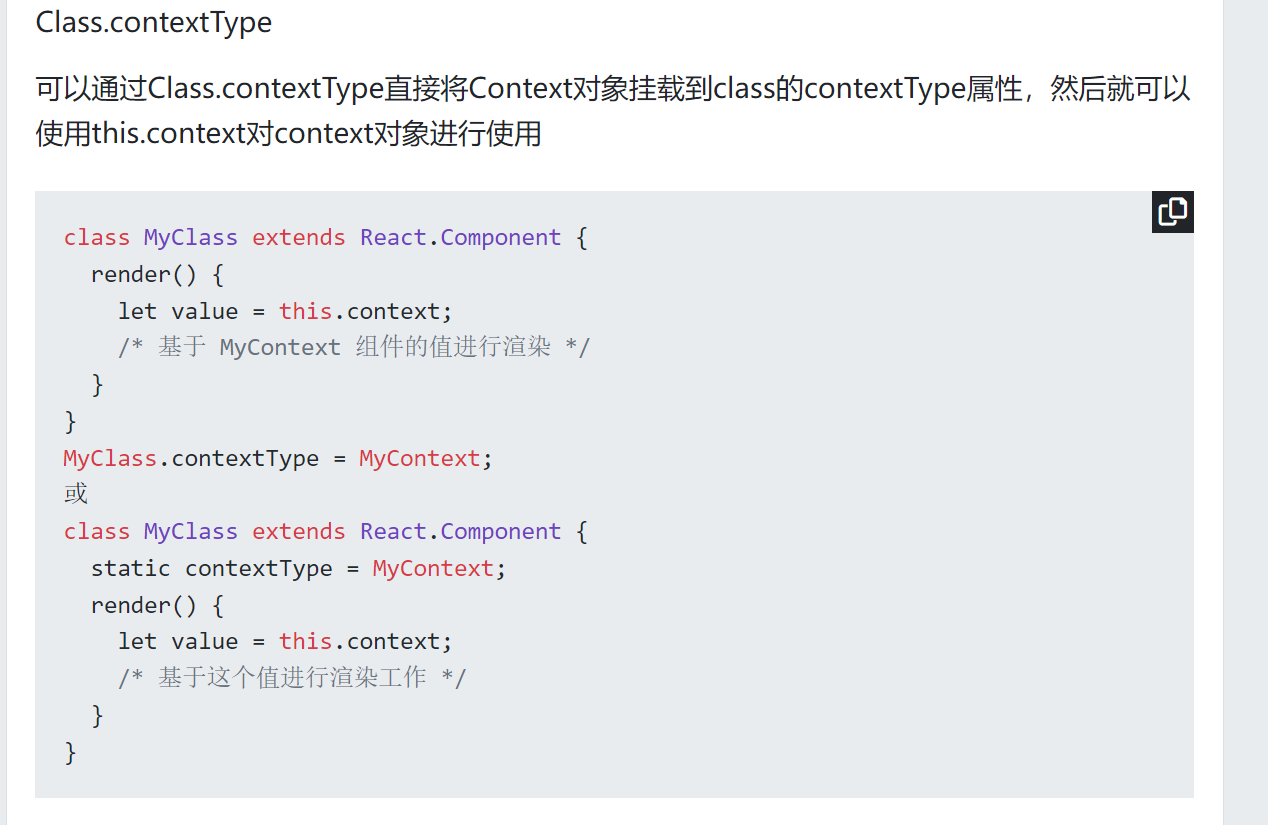 Class.contextType
可以通过Class.contextType直接将Context对象挂载到class的contextType属性，然后就可以
使用this.context对context对象进行使用
class MyClass extends React.Component {
  render() {
    let value = this.context;
    /* 基于 MyContext 组件的值进行渲染 */
  }
}
MyClass.contextType = MyContext;
或
class MyClass extends React.Component {
  static contextType = MyContext;
  render() {
    let value = this.context;
    /* 基于这个值进行渲染工作 */
  }
}